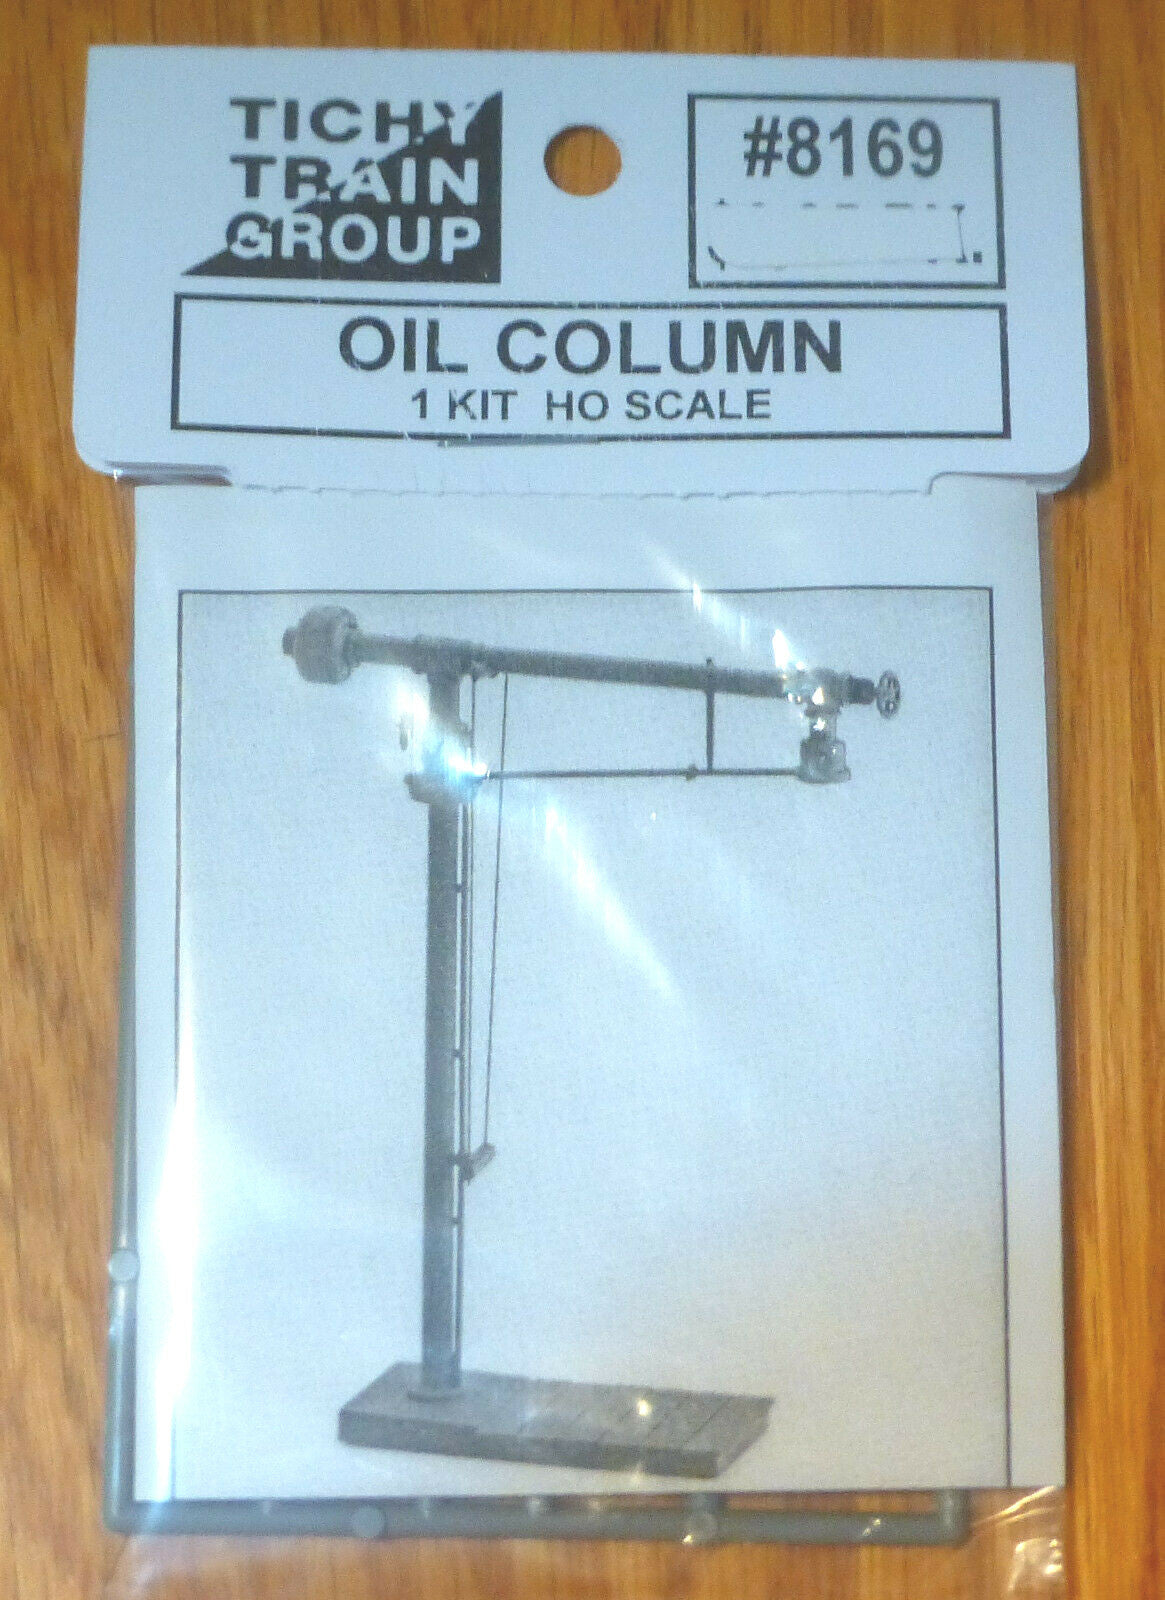 TICHY
TRAIN
GROUP
#8169
OIL COLUMN
1 KIT HO SCALE